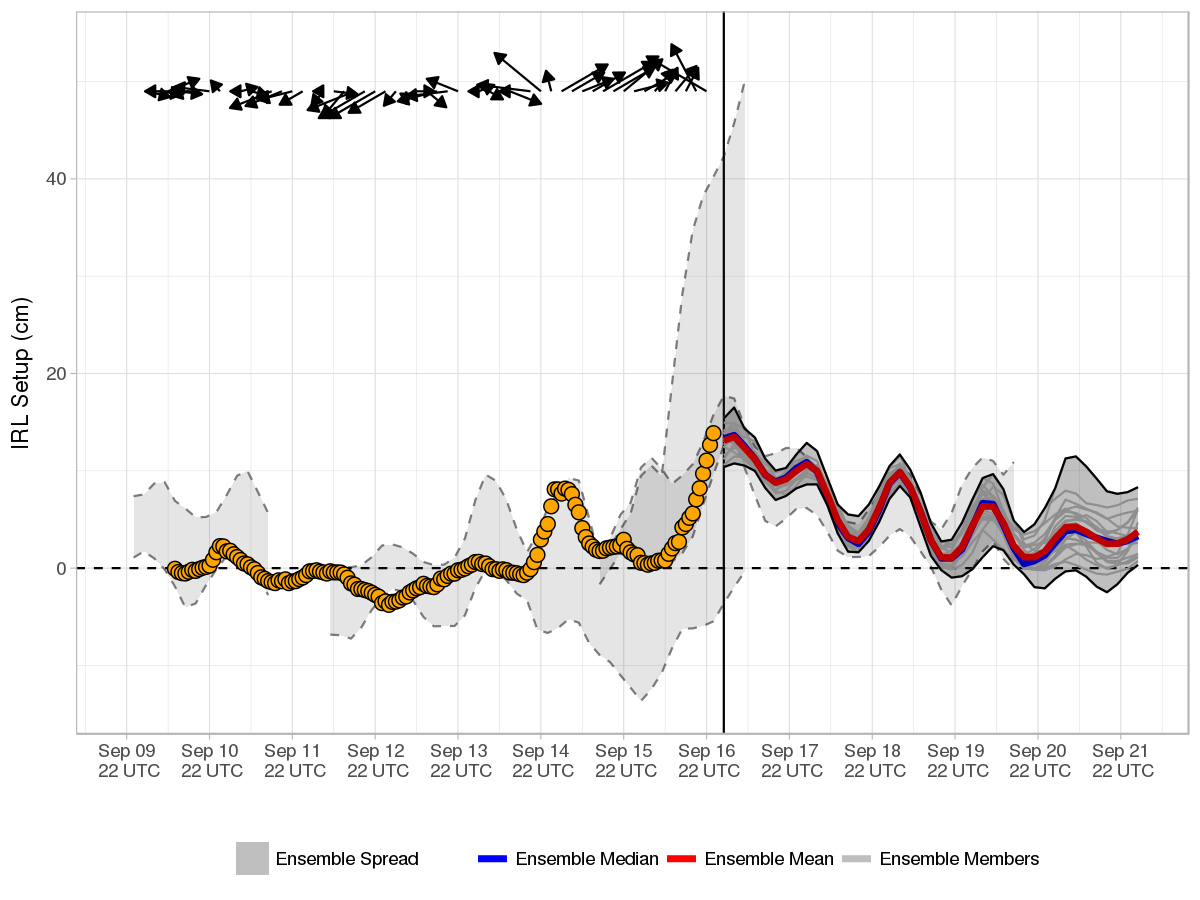 IRL Setup (cm)
40
20
0
Sep 09 Sep 10 Sep 11 Sep 12 Sep 13 Sep 14 Sep 15 Sep 16 Sep 17 Sep 18 Sep 19 Sep 20 Sep 21
22 UTC 22 UTC 22 UTC 22 UTC 22 UTC 22 UTC 22 UTC 22 UTC 22 UTC 22 UTC 22 UTC 22 UTC 22 UTC
Ensemble Spread Ensemble Median Ensemble Mean Ensemble Members